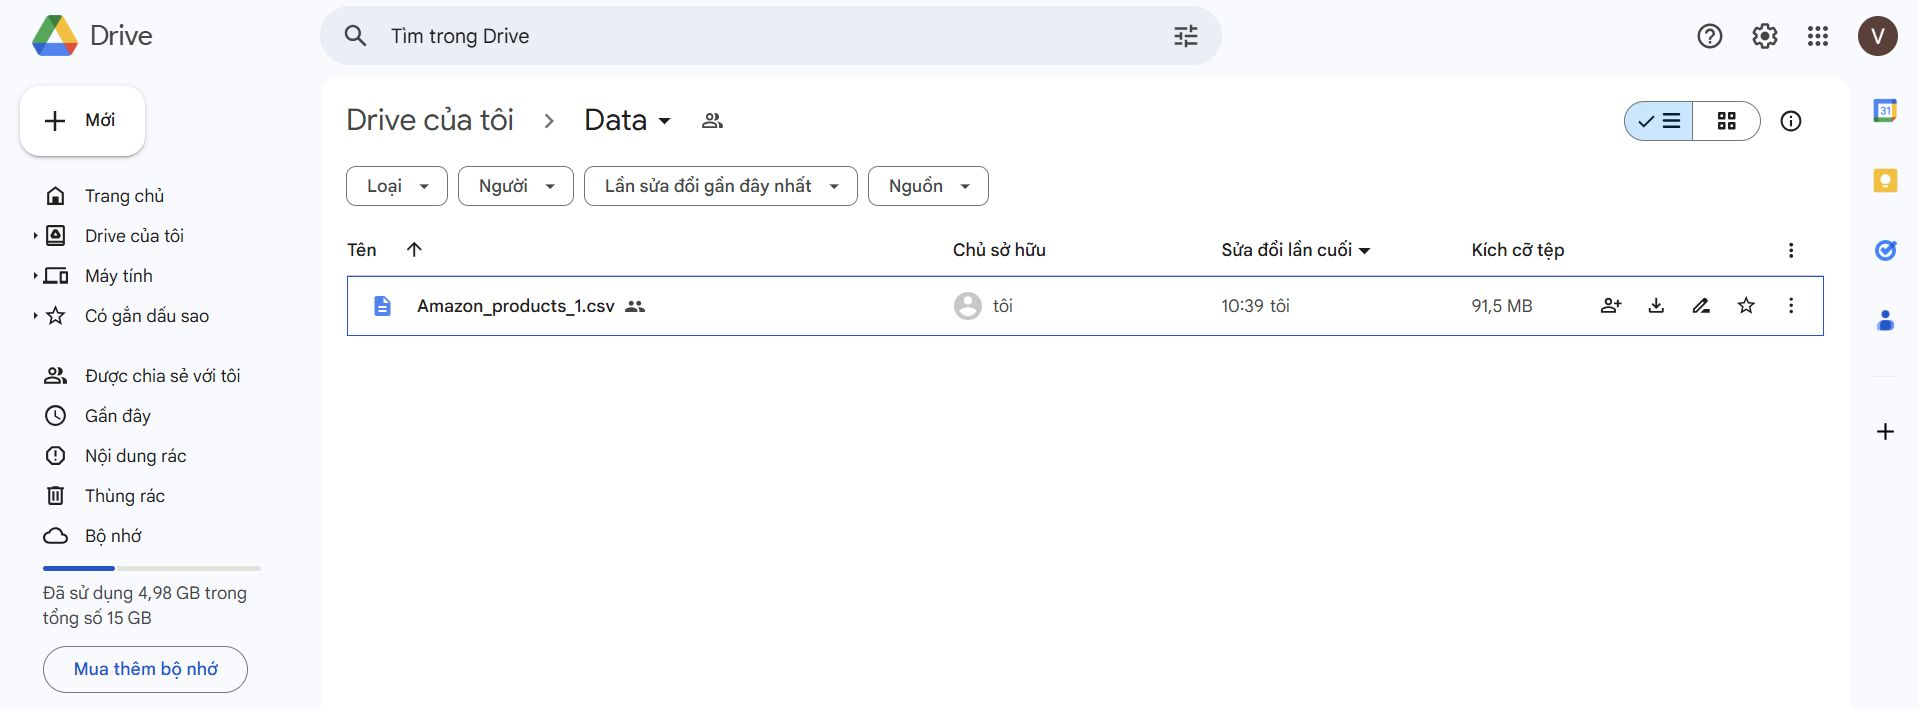 Drive
Tìm trong Drive
V
Mới
Drive của tôi
Data
31
Loại
Người
Lần sửa đổi gần đây nhất
Nguồn
Trang chủ
Drive của tôi
Máy tính
Có gắn dấu sao
Được chia sẻ với tôi
Gần đây
Nội dung rác
Thùng rác
Bộ nhớ
Đã sử dụng 4,98 GB trong
tổng số 15 GB
Mua thêm bộ nhớ
Tên Chủ sở hữu Sửa đổi lần cuối Kích cỡ tệp
Amazon_products_1.csv tôi 10:39 tôi 91,5 MB